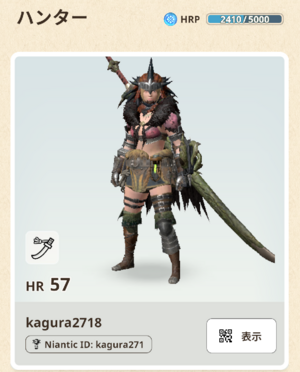 ハンター
HRP 2410/5000
HR 57
kagura2718
Niantic ID: kagura271
表示